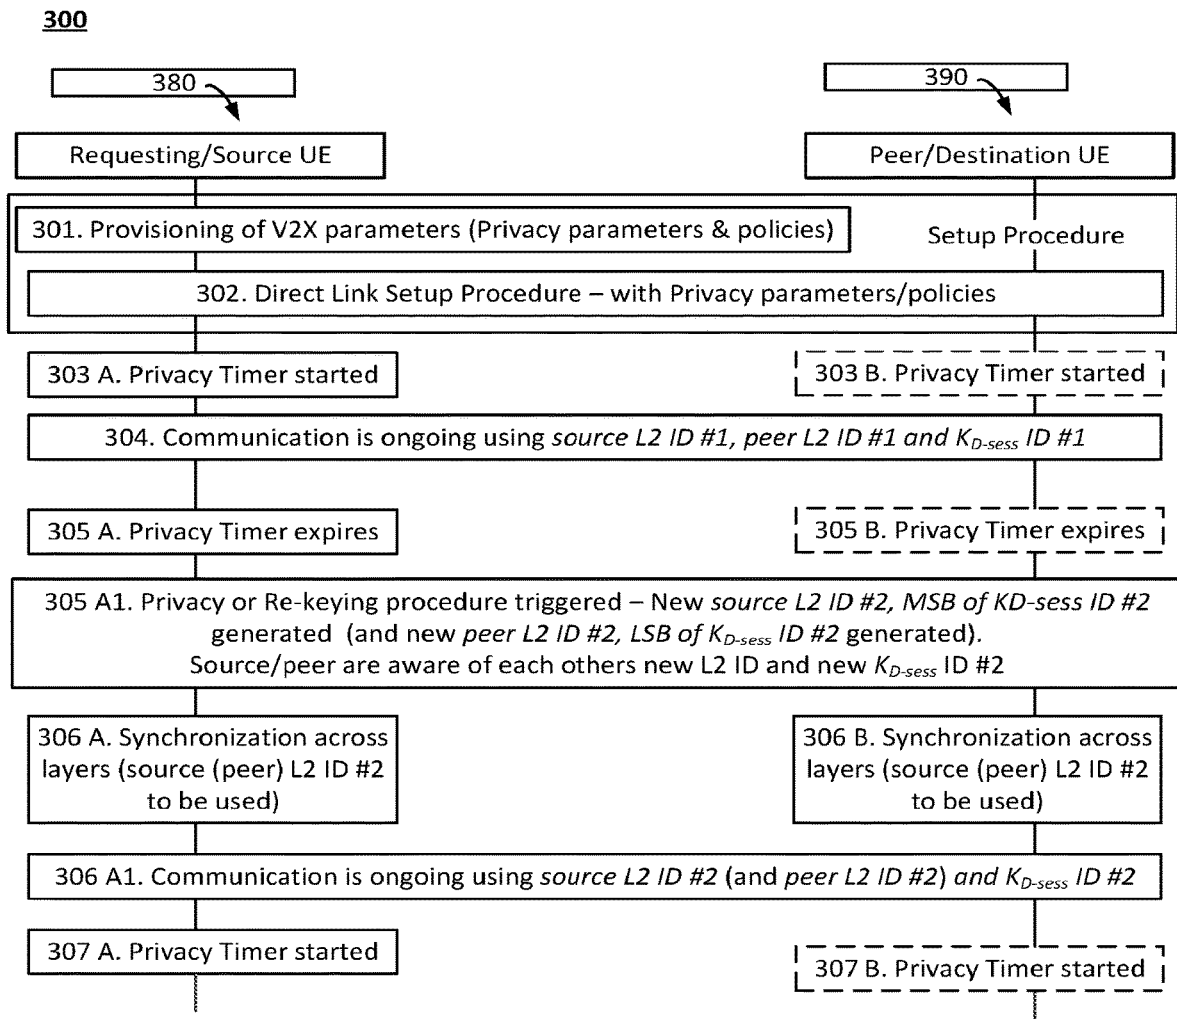 300
380
390
Requesting/Source UE
Peer/Destination UE
301. Provisioning of V2X parameters (Privacy parameters & policies)
Setup Procedure
302. Direct Link Setup Procedure – with Privacy parameters/policies
303 A. Privacy Timer started
303 B. Privacy Timer started
304. Communication is ongoing using source L2 ID #1, peer L2 ID #1 and K_D-sess ID #1
305 A. Privacy Timer expires
305 B. Privacy Timer expires
305 A1. Privacy or Re-keying procedure triggered – New source L2 ID #2, MSB of KD-sess ID #2
generated (and new peer L2 ID #2, LSB of K_D-sess ID #2 generated).
Source/peer are aware of each others new L2 ID and new K_D-sess ID #2
306 A. Synchronization across
layers (source (peer) L2 ID #2
to be used)
306 B. Synchronization across
layers (source (peer) L2 ID #2
to be used)
306 A1. Communication is ongoing using source L2 ID #2 (and peer L2 ID #2) and K_D-sess ID #2
307 A. Privacy Timer started
307 B. Privacy Timer started